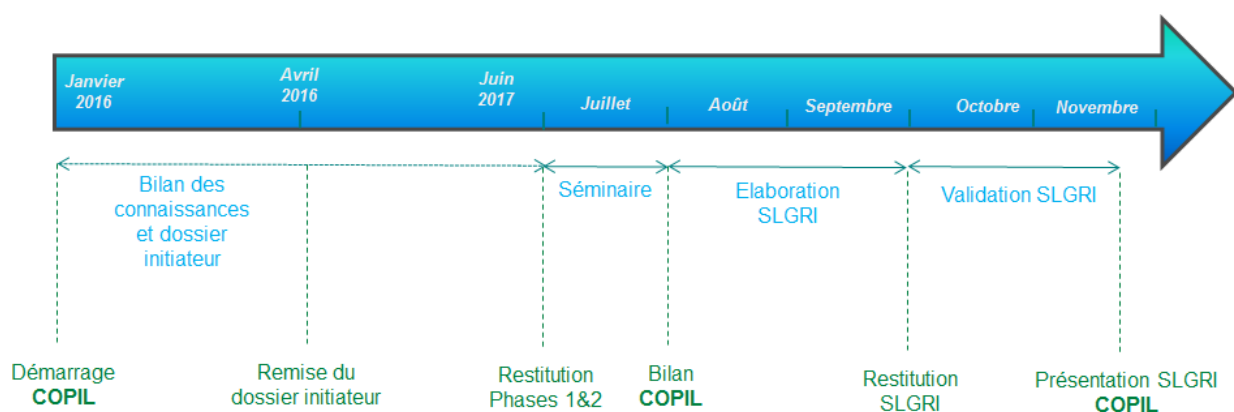 Janvier
2016
Avril
2016
Juin
2017
Juillet
Août
Septembre
Octobre
Novembre
Bilan des
connaissances
et dossier
initiateur
Séminaire
Elaboration
SLGRI
Validation SLGRI
Démarrage
COPIL
Remise du
dossier initiateur
Restitution
Phases 1&2
Bilan
COPIL
Restitution
SLGRI
Présentation SLGRI
COPIL